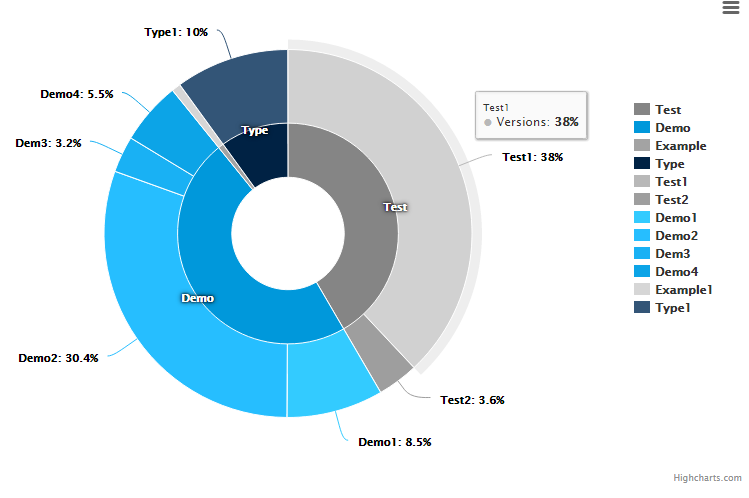 Type1: 10%
Demo4: 5.5%
Dem3: 3.2%
Demo2: 30.4%
Demo1: 8.5%
Test2: 3.6%
Test1: 38%
Type
Test
Demo
Test1
● Versions: 38%
Test
Demo
Example
Type
Test1
Test2
Demo1
Demo2
Dem3
Demo4
Example1
Type1
Highcharts.com